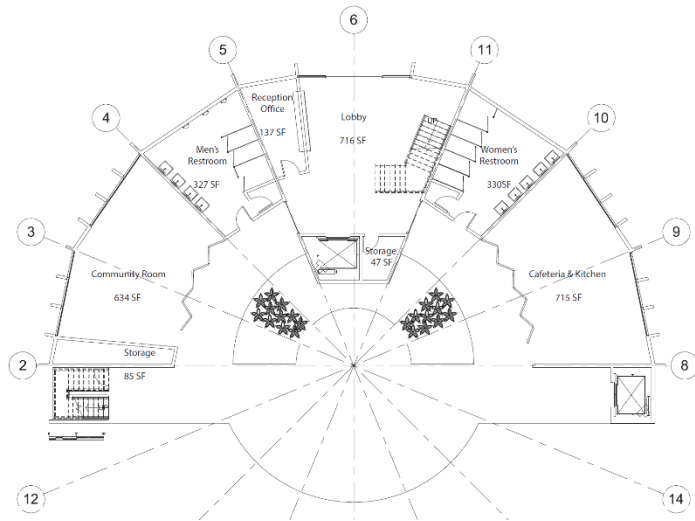 6
5
11
4
10
Reception
Office
137 SF
Lobby
716 SF
UP
Men's
Restroom
327 SF
Women's
Restroom
330SF
3
9
Storage
47 SF
Community Room
634 SF
Cafeteria & Kitchen
715 SF
Storage
85 SF
2
8
12
14